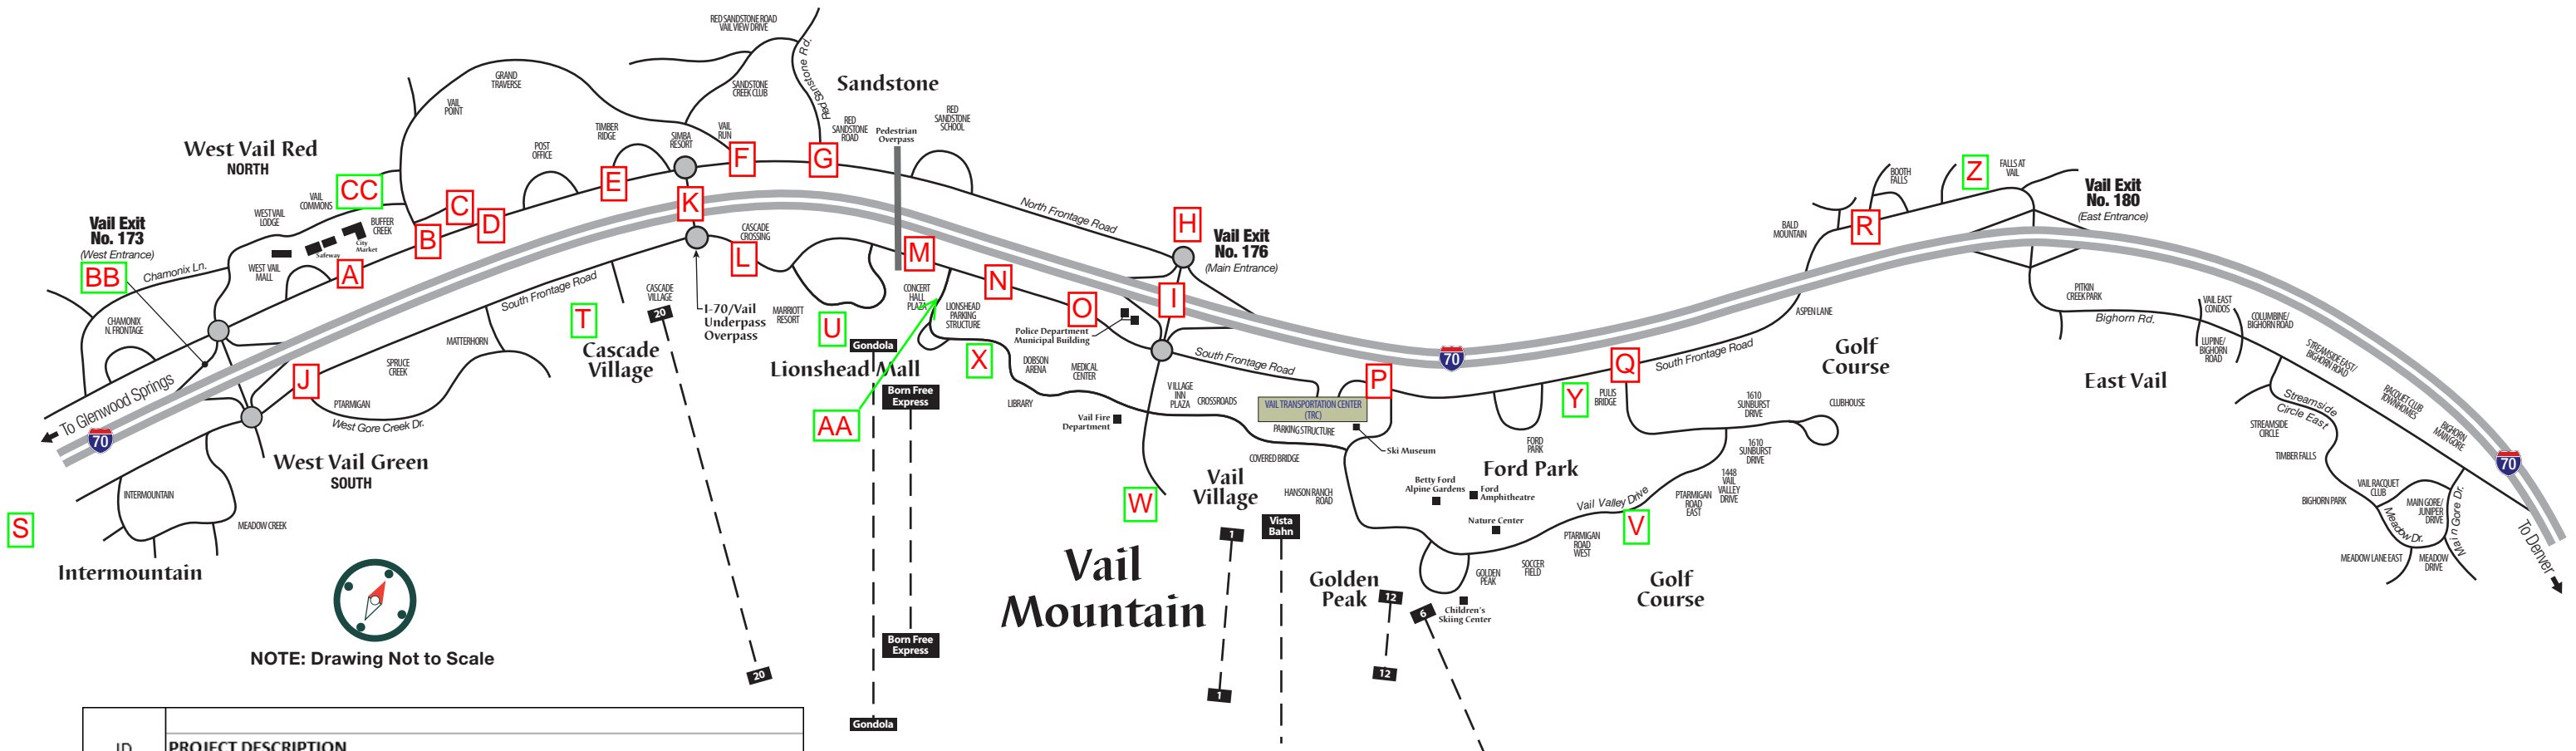 RED SANDSTONE ROAD
VAIL VIEW DRIVE
Red Sandstone Rd.
Sandstone
GRAND
TRAVERSE
VAIL
POINT
SANDSTONE
CREEK CLUB
RED
SANDSTONE
SCHOOL
TIMBER
RIDGE
SIMBA
RESORT
VAIL
RUN
RED
SANDSTONE
ROAD
Pedestrian
Overpass
POST
OFFICE
West Vail Red
NORTH
CC
VAIL
COMMONS
WEST VAIL
LODGE
BUFFER
CREEK
City
Market
Safeway
WEST VAIL
MALL
A
B
C
D
E
F
G
K
Vail Exit
No. 173
(West Entrance)
BB
Chamonix Ln.
CHAMONIX
N. FRONTAGE
To Glenwood Springs
70
J
PTARMIGAN
SPRUCE
CREEK
MATTERHORN
West Gore Creek Dr.
South Frontage Road
West Vail Green
SOUTH
INTERMOUNTAIN
MEADOW CREEK
S
Intermountain
NOTE: Drawing Not to Scale
T
CASCADE
VILLAGE
20
Cascade
Village
20
I-70/Vail
Underpass
Overpass
CASCADE
CROSSING
L
MARRIOTT
RESORT
U
Gondola
Lionshead Mall
Born Free
Express
AA
Born Free
Express
Gondola
M
CONCERT
HALL
PLAZA
LIONSHEAD
PARKING
STRUCTURE
N
X
North Frontage Road
H
Vail Exit
No. 176
(Main Entrance)
I
O
Police Department
Municipal Building
DOBSON
ARENA
MEDICAL
CENTER
LIBRARY
Vail Fire
Department
VILLAGE
INN
PLAZA
CROSSROADS
South Frontage Road
VAIL TRANSPORTATION CENTER
(TRC)
PARKING STRUCTURE
P
Ski Museum
COVERED BRIDGE
W
Vail
Village
HANSON RANCH
ROAD
Vista
Bahn
1
1
Vail
Mountain
Golden
Peak
12
12
6
Children's
Skiing Center
GOLDEN
PEAK
SOCCER
FIELD
Betty Ford
Alpine Gardens
Ford
Amphitheatre
Nature Center
Ford Park
FORD
PARK
70
Y
PULIS
BRIDGE
Q
South Frontage Road
Vail Valley Drive
PTARMIGAN
ROAD
WEST
V
PTARMIGAN
ROAD
EAST
1448
VAIL
VALLEY
DRIVE
1610
SUNBURST
DRIVE
1610
SUNBURST
DRIVE
CLUBHOUSE
Golf
Course
Golf
Course
ASPEN LANE
BALD
MOUNTAIN
R
BOOTH
FALLS
Z
FALLS AT
VAIL
Vail Exit
No. 180
(East Entrance)
PITKIN
CREEK PARK
Bighorn Rd.
VAIL EAST
CONDOS
LUPINE/
BIGHORN
ROAD
COLUMBINE/
BIGHORN ROAD
STREAMSIDE EAST/
BIGHORN ROAD
East Vail
Streamside
Circle East
STREAMSIDE
CIRCLE
RACQUET CLUB
TOWNHOMES
BIGHORN
MAIN GORE
TIMBER FALLS
BIGHORN PARK
VAIL RACQUET
CLUB
MAIN GORE/
JUNIPER
DRIVE
Meadow Dr.
Main Gore Dr.
MEADOW LANE EAST
MEADOW
DRIVE
70
To Denver
ID
PROJECT DESCRIPTION